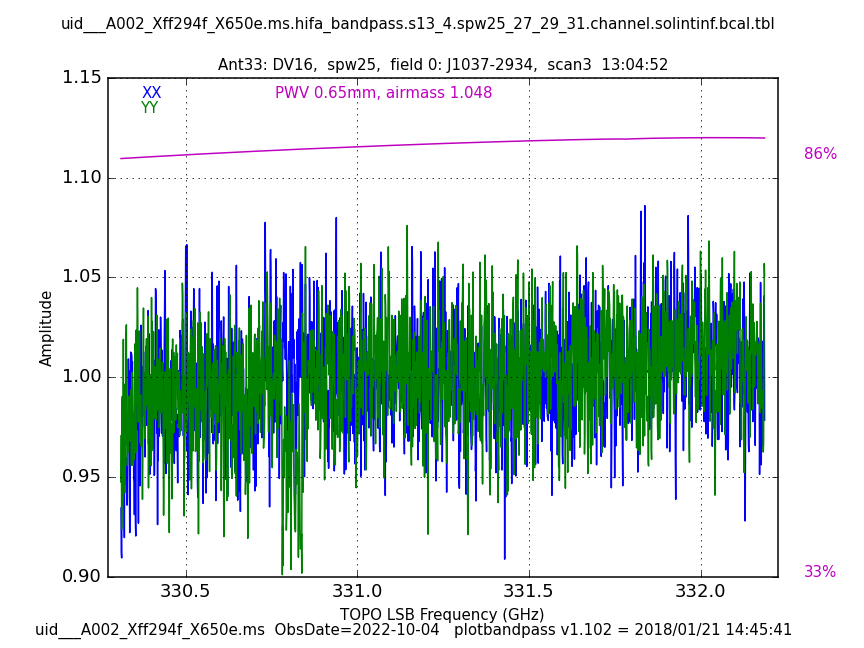 uid___A002_Xff294f_X650e.ms.hifa_bandpass.s13_4.spw25_27_29_31.channel.solintinf.bcal.tbl
Ant33: DV16,  spw25,  field 0: J1037-2934,  scan3  13:04:52
1.15
XX
PWV 0.65mm, airmass 1.048
YY
86%
1.10
1.05
Amplitude
1.00
0.95
0.90
33%
330.5
331.0
331.5
332.0
TOPO LSB Frequency (GHz)
uid___A002_Xff294f_X650e.ms  ObsDate=2022-10-04   plotbandpass v1.102 = 2018/01/21 14:45:41